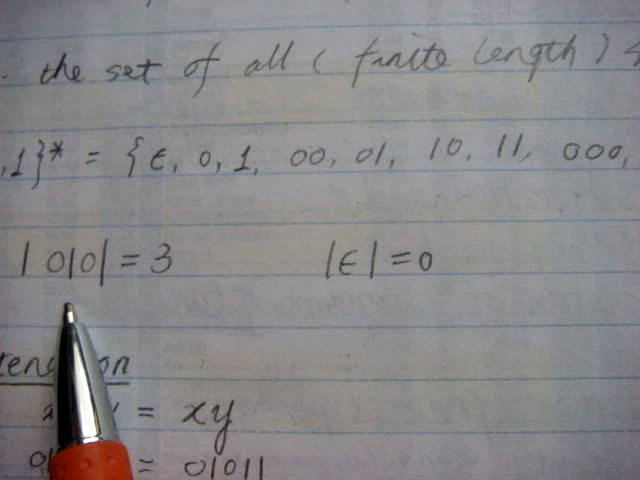 . the set of all ( finite length )
,1}* = {ϵ, 0, 1, 00, 01, 10, 11, 000,
|010| = 3 |ϵ| = 0
= xy
= 01011